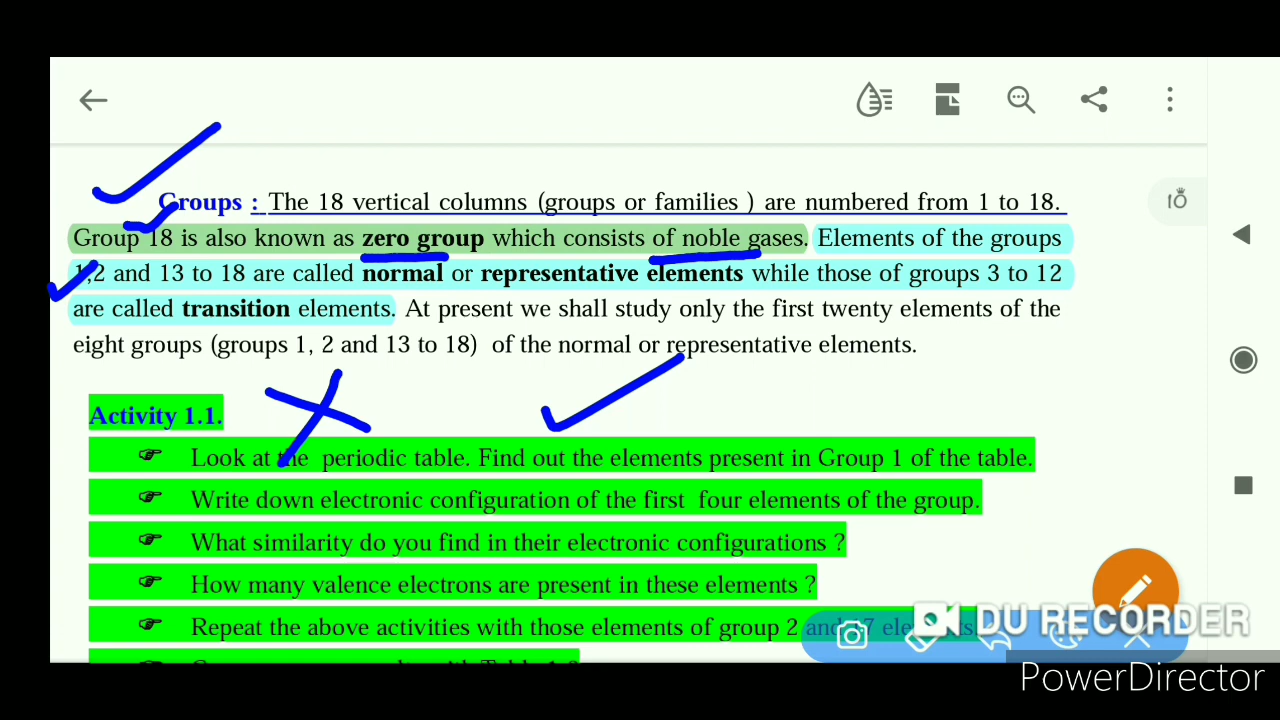 Groups : The 18 vertical columns (groups or families ) are numbered from 1 to 18.
Group 18 is also known as zero group which consists of noble gases. Elements of the groups
1,2 and 13 to 18 are called normal or representative elements while those of groups 3 to 12
are called transition elements. At present we shall study only the first twenty elements of the
eight groups (groups 1, 2 and 13 to 18) of the normal or representative elements.
Activity 1.1.
Look at the periodic table. Find out the elements present in Group 1 of the table.
Write down electronic configuration of the first four elements of the group.
What similarity do you find in their electronic configurations ?
How many valence electrons are present in these elements ?
Repeat the above activities with those elements of group 2 and
DU RECORDER
PowerDirector